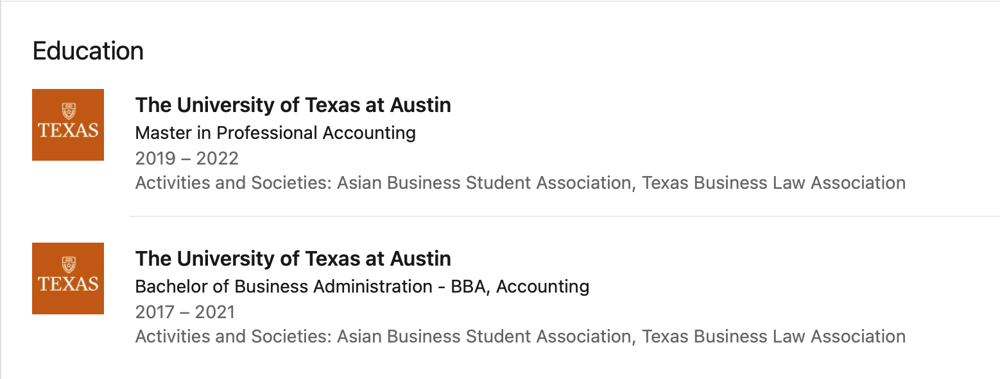 Education
TEXAS
The University of Texas at Austin
Master in Professional Accounting
2019 – 2022
Activities and Societies: Asian Business Student Association, Texas Business Law Association
TEXAS
The University of Texas at Austin
Bachelor of Business Administration - BBA, Accounting
2017 – 2021
Activities and Societies: Asian Business Student Association, Texas Business Law Association